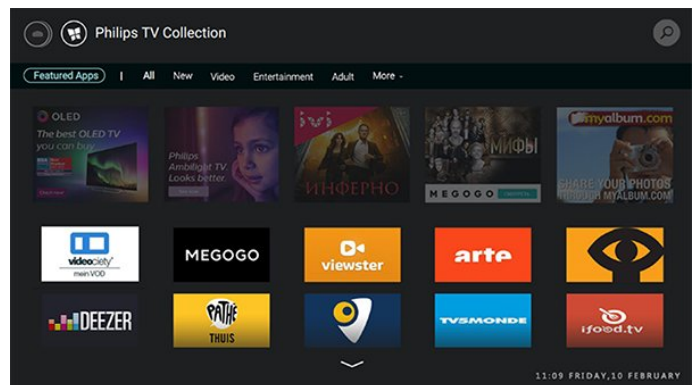 Philips TV Collection
Featured Apps | All New Video Entertainment Adult More
OLED
The best OLED TV
you can buy
Philips
Ambilight TV.
Looks better.
ivi
ИНФЕРНО
МИФЫ
MEGOGO
myalbum.com
SHARE YOUR PHOTOS
THROUGH MYALBUM.COM
videociety
mein VOD
MEGOGO
viewster
arte
DEEZER
PATHÉ
THUIS
TV5MONDE
ifood.tv
11:09 FRIDAY,10 FEBRUARY